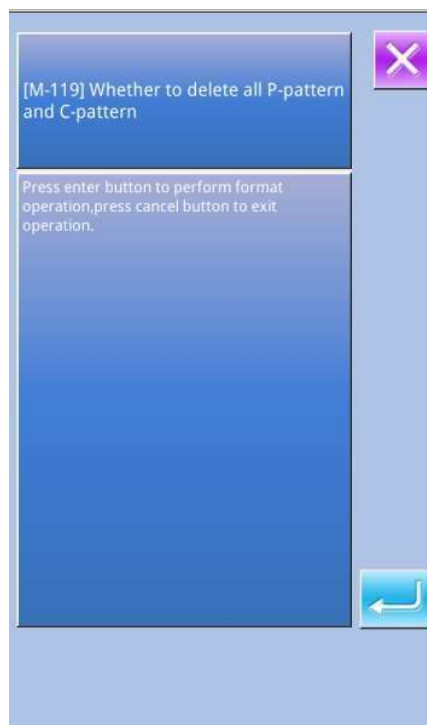 [M-119] Whether to delete all P-pattern
and C-pattern
Press enter button to perform format
operation,press cancel button to exit
operation.